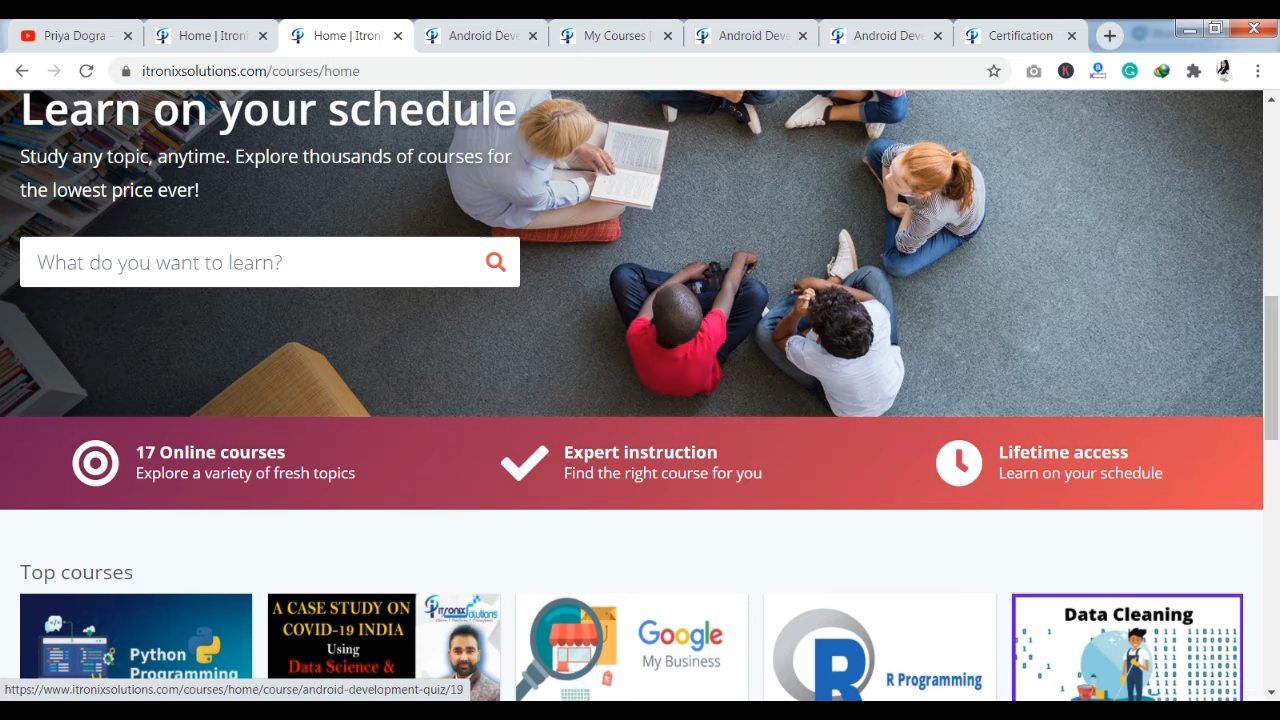 Priya Dogra -
Home | Itroni
Home | Itron
Android De
My Courses |
Android Dev
Android Deve
Certification
itronixsolutions.com/courses/home
Learn on your schedule
Study any topic, anytime. Explore thousands of courses for
the lowest price ever!
What do you want to learn?
17 Online courses
Explore a variety of fresh topics
Expert instruction
Find the right course for you
Lifetime access
Learn on your schedule
Top courses
Python
Programming
A CASE STUDY ON
COVID-19 INDIA
Using
Data Science &
itronixSolutions
Google
My Business
R
R Programming
Data Cleaning
https://www.itronixsolutions.com/courses/home/course/android-development-quiz/19